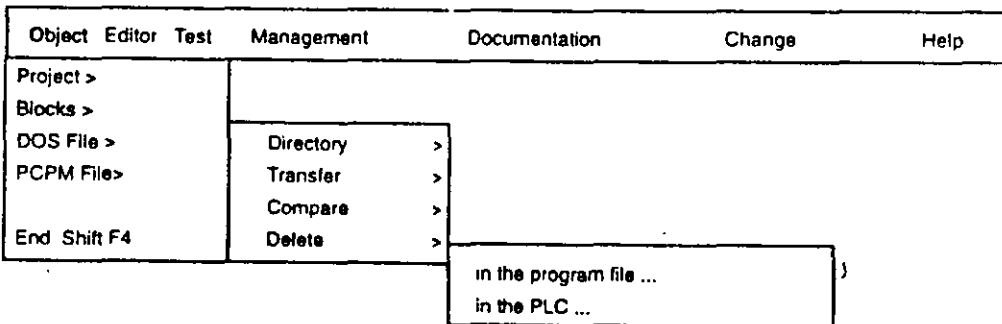 Object Editor Test Management Documentation Change Help
Project >
Blocks >
DOS File >
PCPM File>
End Shift F4
Directory >
Transfer >
Compare >
Delete >
in the program file ...
in the PLC ...